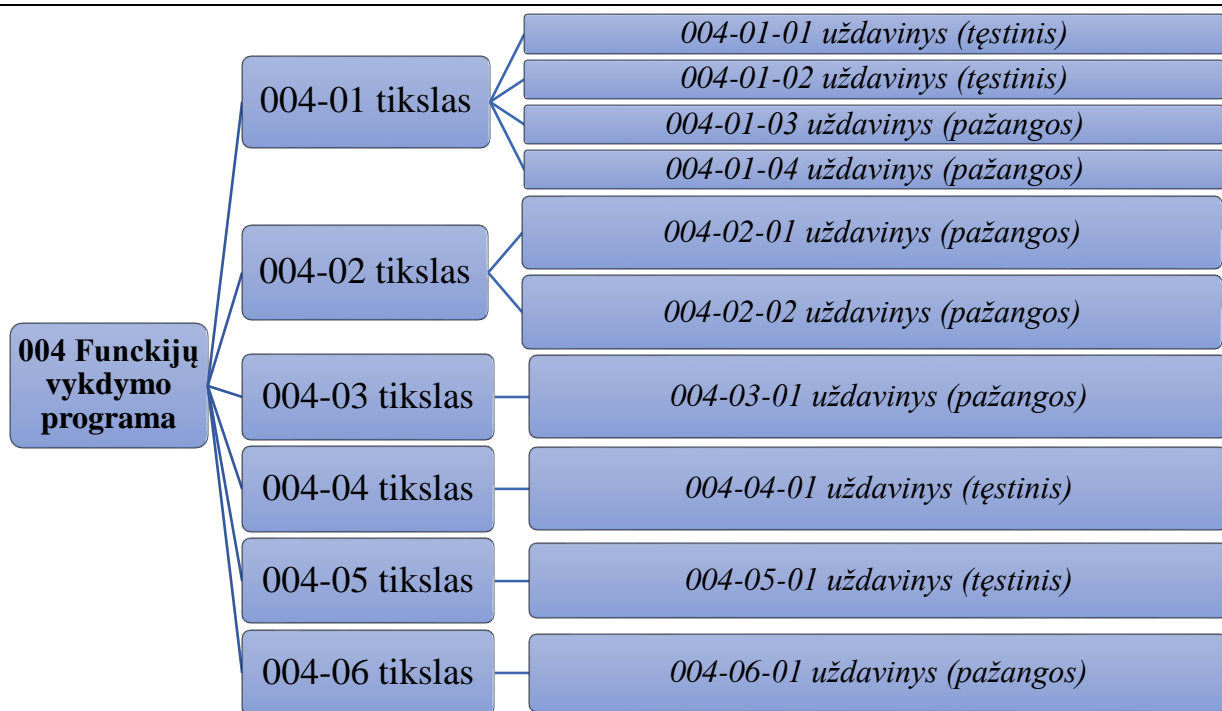 004 Funckijų
vykdymo
programa
004-01 tikslas
004-01-01 uždavinys (tęstinis)
004-01-02 uždavinys (tęstinis)
004-01-03 uždavinys (pažangos)
004-01-04 uždavinys (pažangos)
004-02 tikslas
004-02-01 uždavinys (pažangos)
004-02-02 uždavinys (pažangos)
004-03 tikslas
004-03-01 uždavinys (pažangos)
004-04 tikslas
004-04-01 uždavinys (tęstinis)
004-05 tikslas
004-05-01 uždavinys (tęstinis)
004-06 tikslas
004-06-01 uždavinys (pažangos)